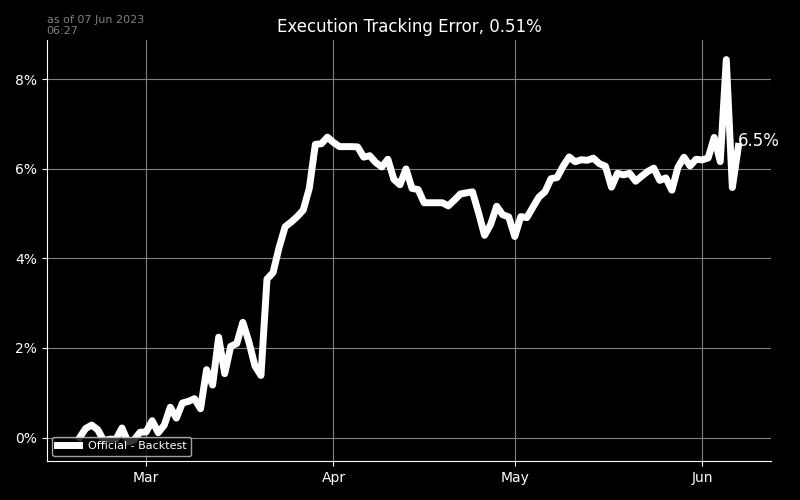 as of 07 Jun 2023
06:27
Execution Tracking Error, 0.51%
8%
6.5%
6%
4%
2%
0%
Official - Backtest
Mar
Apr
May
Jun